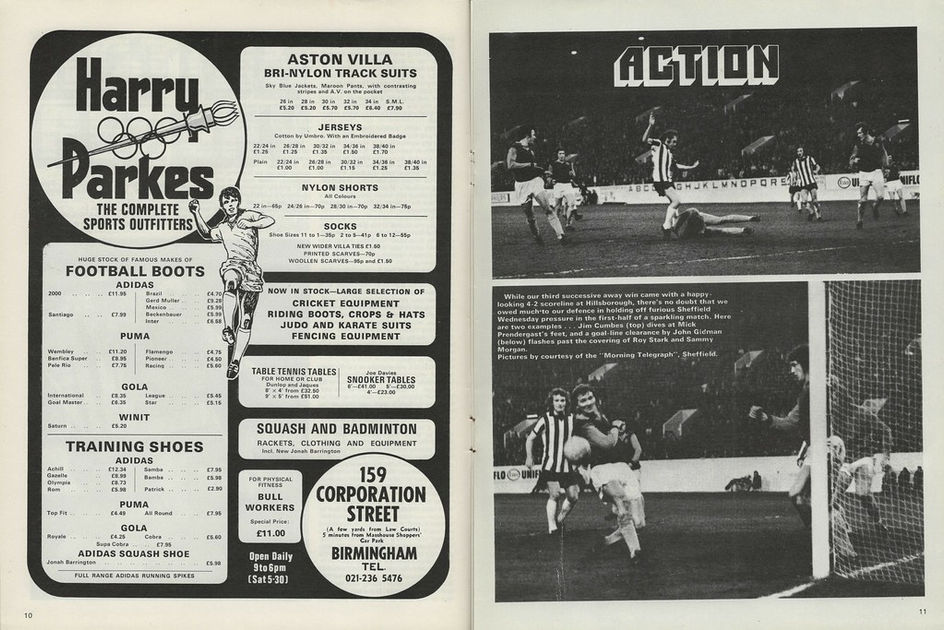 Harry
Parkes
THE COMPLETE
SPORTS OUTFITTERS
HUGE STOCK OF FAMOUS MAKES OF
FOOTBALL BOOTS
ADIDAS
2000 .. .. .. £11.95
Santiago .. .. £7.99
Brazil .. .. .. £4.70
Gerd Muller .. .. £9.28
Mexico .. .. .. £5.99
Beckenbauer .. .. £5.99
Inter .. .. .. £6.68
PUMA
Wembley .. .. £11.20
Benfica Super .. .. £8.95
Pele Rio .. .. £7.75
Flamengo .. .. £4.75
Pioneer .. .. .. £4.50
Racing .. .. .. £5.60
GOLA
International .. .. £8.35
Goal Master .. .. £6.35
League .. .. .. £5.45
Star .. .. .. £5.15
WINIT
Saturn .. .. .. £5.20
TRAINING SHOES
ADIDAS
Achill .. .. .. £12.34
Gazelle .. .. £8.99
Olympia .. .. £8.73
Rom .. .. .. £5.98
Samba .. .. .. £7.95
Bamba .. .. .. £5.98
Patrick .. .. .. £2.90
PUMA
Top Fit .. .. .. £4.49
All Round .. .. £7.95
GOLA
Royale .. .. .. £4.25
Cobra .. .. .. £5.60
Supa Cobra .. .. £7.95
ADIDAS SQUASH SHOE
Jonah Barrington .. .. £5.98
FULL RANGE ADIDAS RUNNING SPIKES
ASTON VILLA
BRI-NYLON TRACK SUITS
Sky Blue Jackets, Maroon Pants, with contrasting
stripes and A.V. on the pocket
26 in 28 in 30 in 32 in 34 in S.M.L.
£5.20 £5.20 £5.70 £5.70 £6.40 £7.90
JERSEYS
Cotton by Umbro. With an Embroidered Badge
22/24 in 26/28 in 30/32 in 34/36 in 38/40 in
£1.25 £1.25 £1.35 £1.50 £1.70
Plain 22/24 in 26/28 in 30/32 in 34/36 in 38/40 in
£1.00 £1.00 £1.15 £1.25 £1.35
NYLON SHORTS
All Colours
22 in—65p 24/26 in—70p 28/30 in—70p 32/34 in—75p
SOCKS
Shoe Sizes 11 to 1—35p 2 to 5—41p 6 to 12—55p
NEW WIDER VILLA TIES £1.60
PRINTED SCARVES—70p
WOOLLEN SCARVES—95p and £1.50
NOW IN STOCK—LARGE SELECTION OF
CRICKET EQUIPMENT
RIDING BOOTS, CROPS & HATS
JUDO AND KARATE SUITS
FENCING EQUIPMENT
TABLE TENNIS TABLES
FOR HOME OR CLUB
Dunlop and Jaques
8' × 4' from £32.50
9' × 5' from £51.00
Joe Davies
SNOOKER TABLES
6'—£41.00 5'—£30.00
4'—£23.00
SQUASH AND BADMINTON
RACKETS, CLOTHING AND EQUIPMENT
Incl. New Jonah Barrington
FOR PHYSICAL
FITNESS
BULL
WORKERS
Special Price:
£11.00
Open Daily
9 to 6pm
(Sat 5·30)
159
CORPORATION
STREET
(A few yards from Law Courts)
5 minutes from Masshouse Shoppers'
Car Park
BIRMINGHAM
TEL.
021-236 5476
10
ACTION
A B C D E F G H J K L M N O P Q R
While our third successive away win came with a happy-
looking 4-2 scoreline at Hillsborough, there's no doubt that we
owed much to our defence in holding off furious Sheffield
Wednesday pressure in the first-half of a sparkling match. Here
are two examples . . . Jim Cumbes (top) dives at Mick
Prendergast's feet, and a goal-line clearance by John Gidman
(below) flashes past the covering of Roy Stark and Sammy
Morgan.
Pictures by courtesy of the "Morning Telegraph", Sheffield.
11